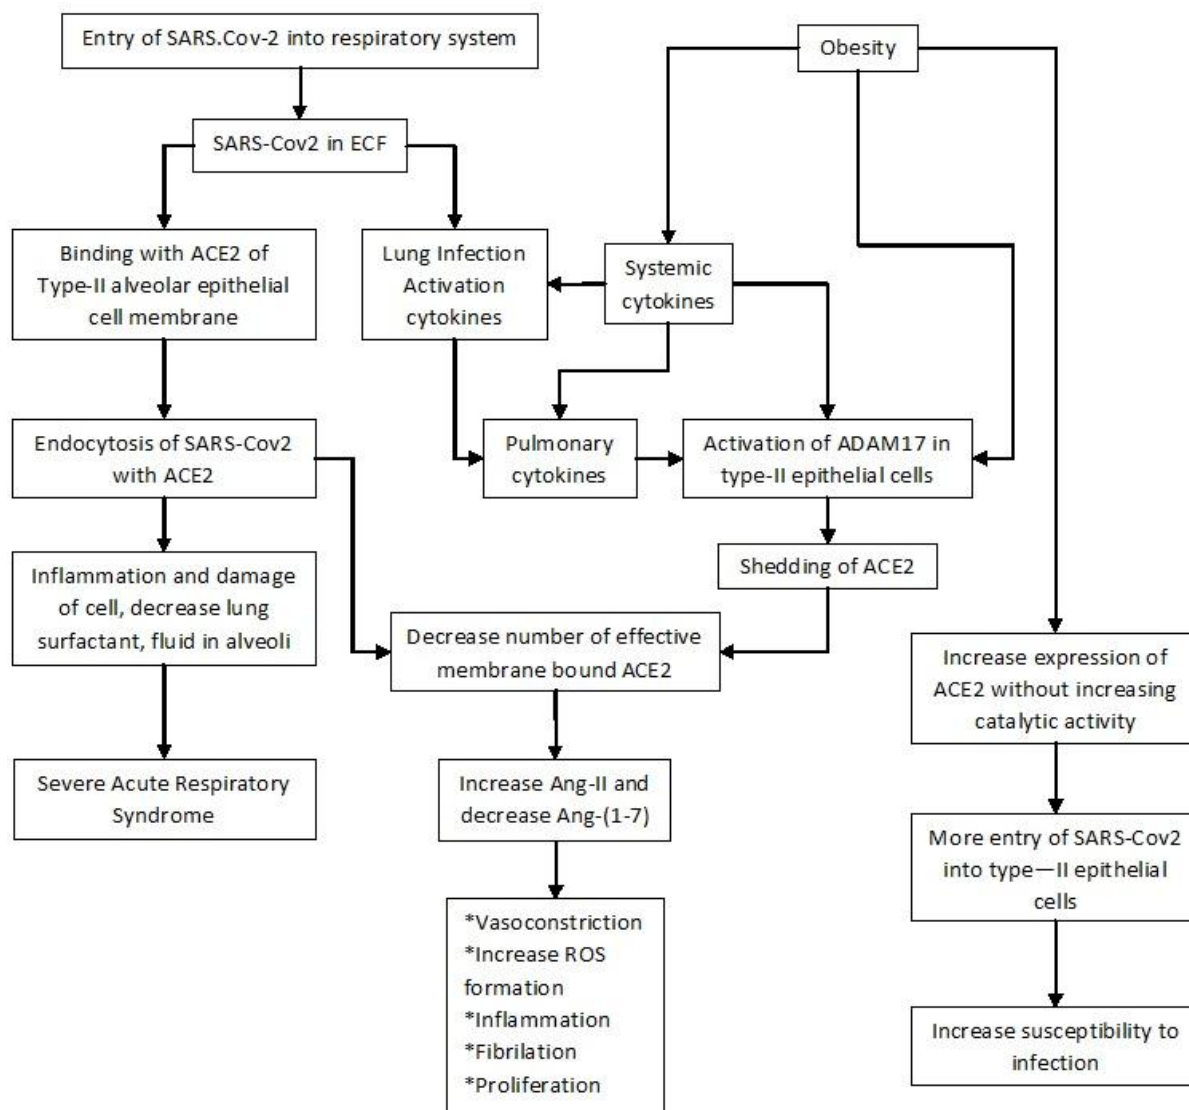 Entry of SARS.Cov-2 into respiratory system
Obesity
SARS-Cov2 in ECF
Binding with ACE2 of
Type-II alveolar epithelial
cell membrane
Lung Infection
Activation
cytokines
Systemic
cytokines
Endocytosis of SARS-Cov2
with ACE2
Pulmonary
cytokines
Activation of ADAM17 in
type-II epithelial cells
Inflammation and damage
of cell, decrease lung
surfactant, fluid in alveoli
Shedding of ACE2
Decrease number of effective
membrane bound ACE2
Increase expression of
ACE2 without increasing
catalytic activity
Severe Acute Respiratory
Syndrome
Increase Ang-II and
decrease Ang-(1-7)
More entry of SARS-Cov2
into type—II epithelial
cells
*Vasoconstriction
*Increase ROS
formation
*Inflammation
*Fibrilation
*Proliferation
Increase susceptibility to
infection